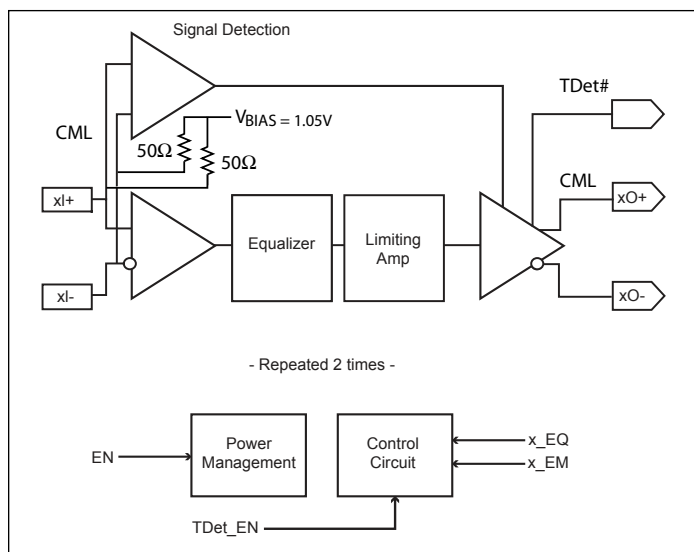 Signal Detection
TDet#
VBIAS = 1.05V
CML
50Ω
50Ω
CML
xI+
xO+
Equalizer
Limiting
Amp
xI-
xO-
- Repeated 2 times -
Power
Management
Control
Circuit
EN
x_EQ
x_EM
TDet_EN